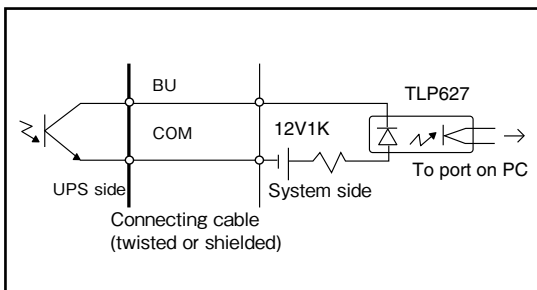 BU
TLP627
COM
12V1K
To port on PC
UPS side
System side
Connecting cable
(twisted or shielded)